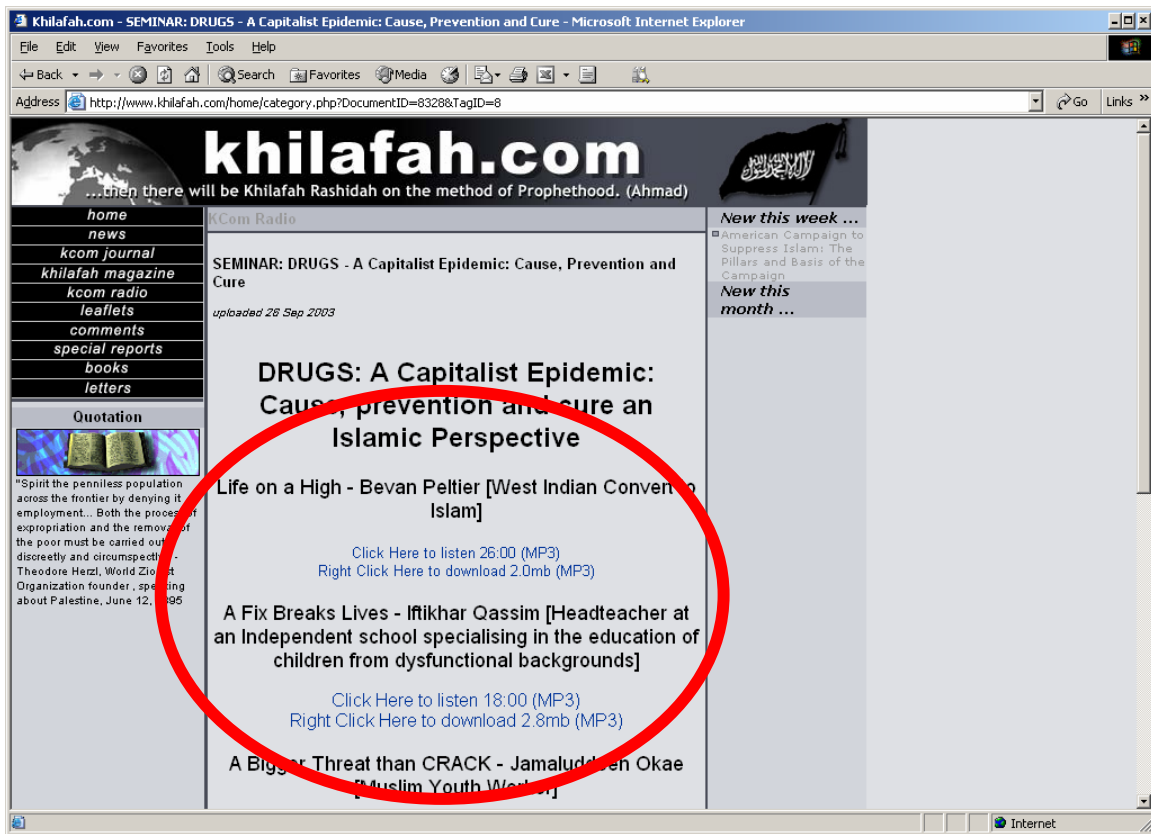 Khilafah.com - SEMINAR: DRUGS - A Capitalist Epidemic: Cause, Prevention and Cure - Microsoft Internet Explorer
File Edit View Favorites Tools Help
Back Search Favorites Media
Address http://www.khilafah.com/home/category.php?DocumentID=8328&TagID=8 Go Links »
khilafah.com
...then there will be Khilafah Rashidah on the method of Prophethood. (Ahmad)
home
news
kcom journal
khilafah magazine
kcom radio
leaflets
comments
special reports
books
letters
Quotation
"Spirit the penniless population
across the frontier by denying it
employment... Both the process of
expropriation and the removal of
the poor must be carried out
discreetly and circumspectly." -
Theodore Herzl, World Zionist
Organization founder, speaking
about Palestine, June 12, 1895
KCom Radio
SEMINAR: DRUGS - A Capitalist Epidemic: Cause, Prevention and
Cure
uploaded 28 Sep 2003
DRUGS: A Capitalist Epidemic:
Cause, prevention and cure an
Islamic Perspective
Life on a High - Bevan Peltier [West Indian Convert to
Islam]
Click Here to listen 26:00 (MP3)
Right Click Here to download 2.0mb (MP3)
A Fix Breaks Lives - Iftikhar Qassim [Headteacher at
an Independent school specialising in the education of
children from dysfunctional backgrounds]
Click Here to listen 18:00 (MP3)
Right Click Here to download 2.8mb (MP3)
A Bigger Threat than CRACK - Jamaluddeen Okae
[Muslim Youth Worker]
New this week ...
American Campaign to
Suppress Islam: The
Pillars and Basis of the
Campaign
New this
month ...
Internet